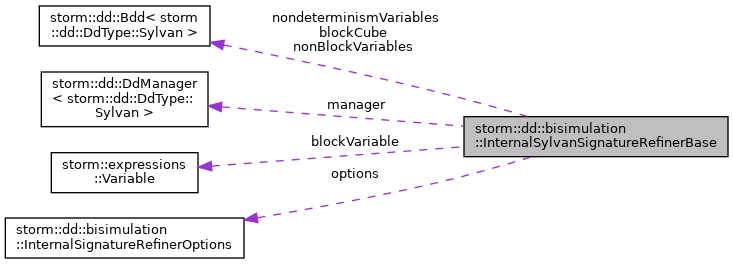 storm::dd::Bdd< storm
::dd::DdType::Sylvan >
nondeterminismVariables
blockCube
nonBlockVariables
storm::dd::DdManager
< storm::dd::DdType::
Sylvan >
manager
storm::dd::bisimulation
::InternalSylvanSignatureRefinerBase
blockVariable
storm::expressions
::Variable
options
storm::dd::bisimulation
::InternalSignatureRefinerOptions